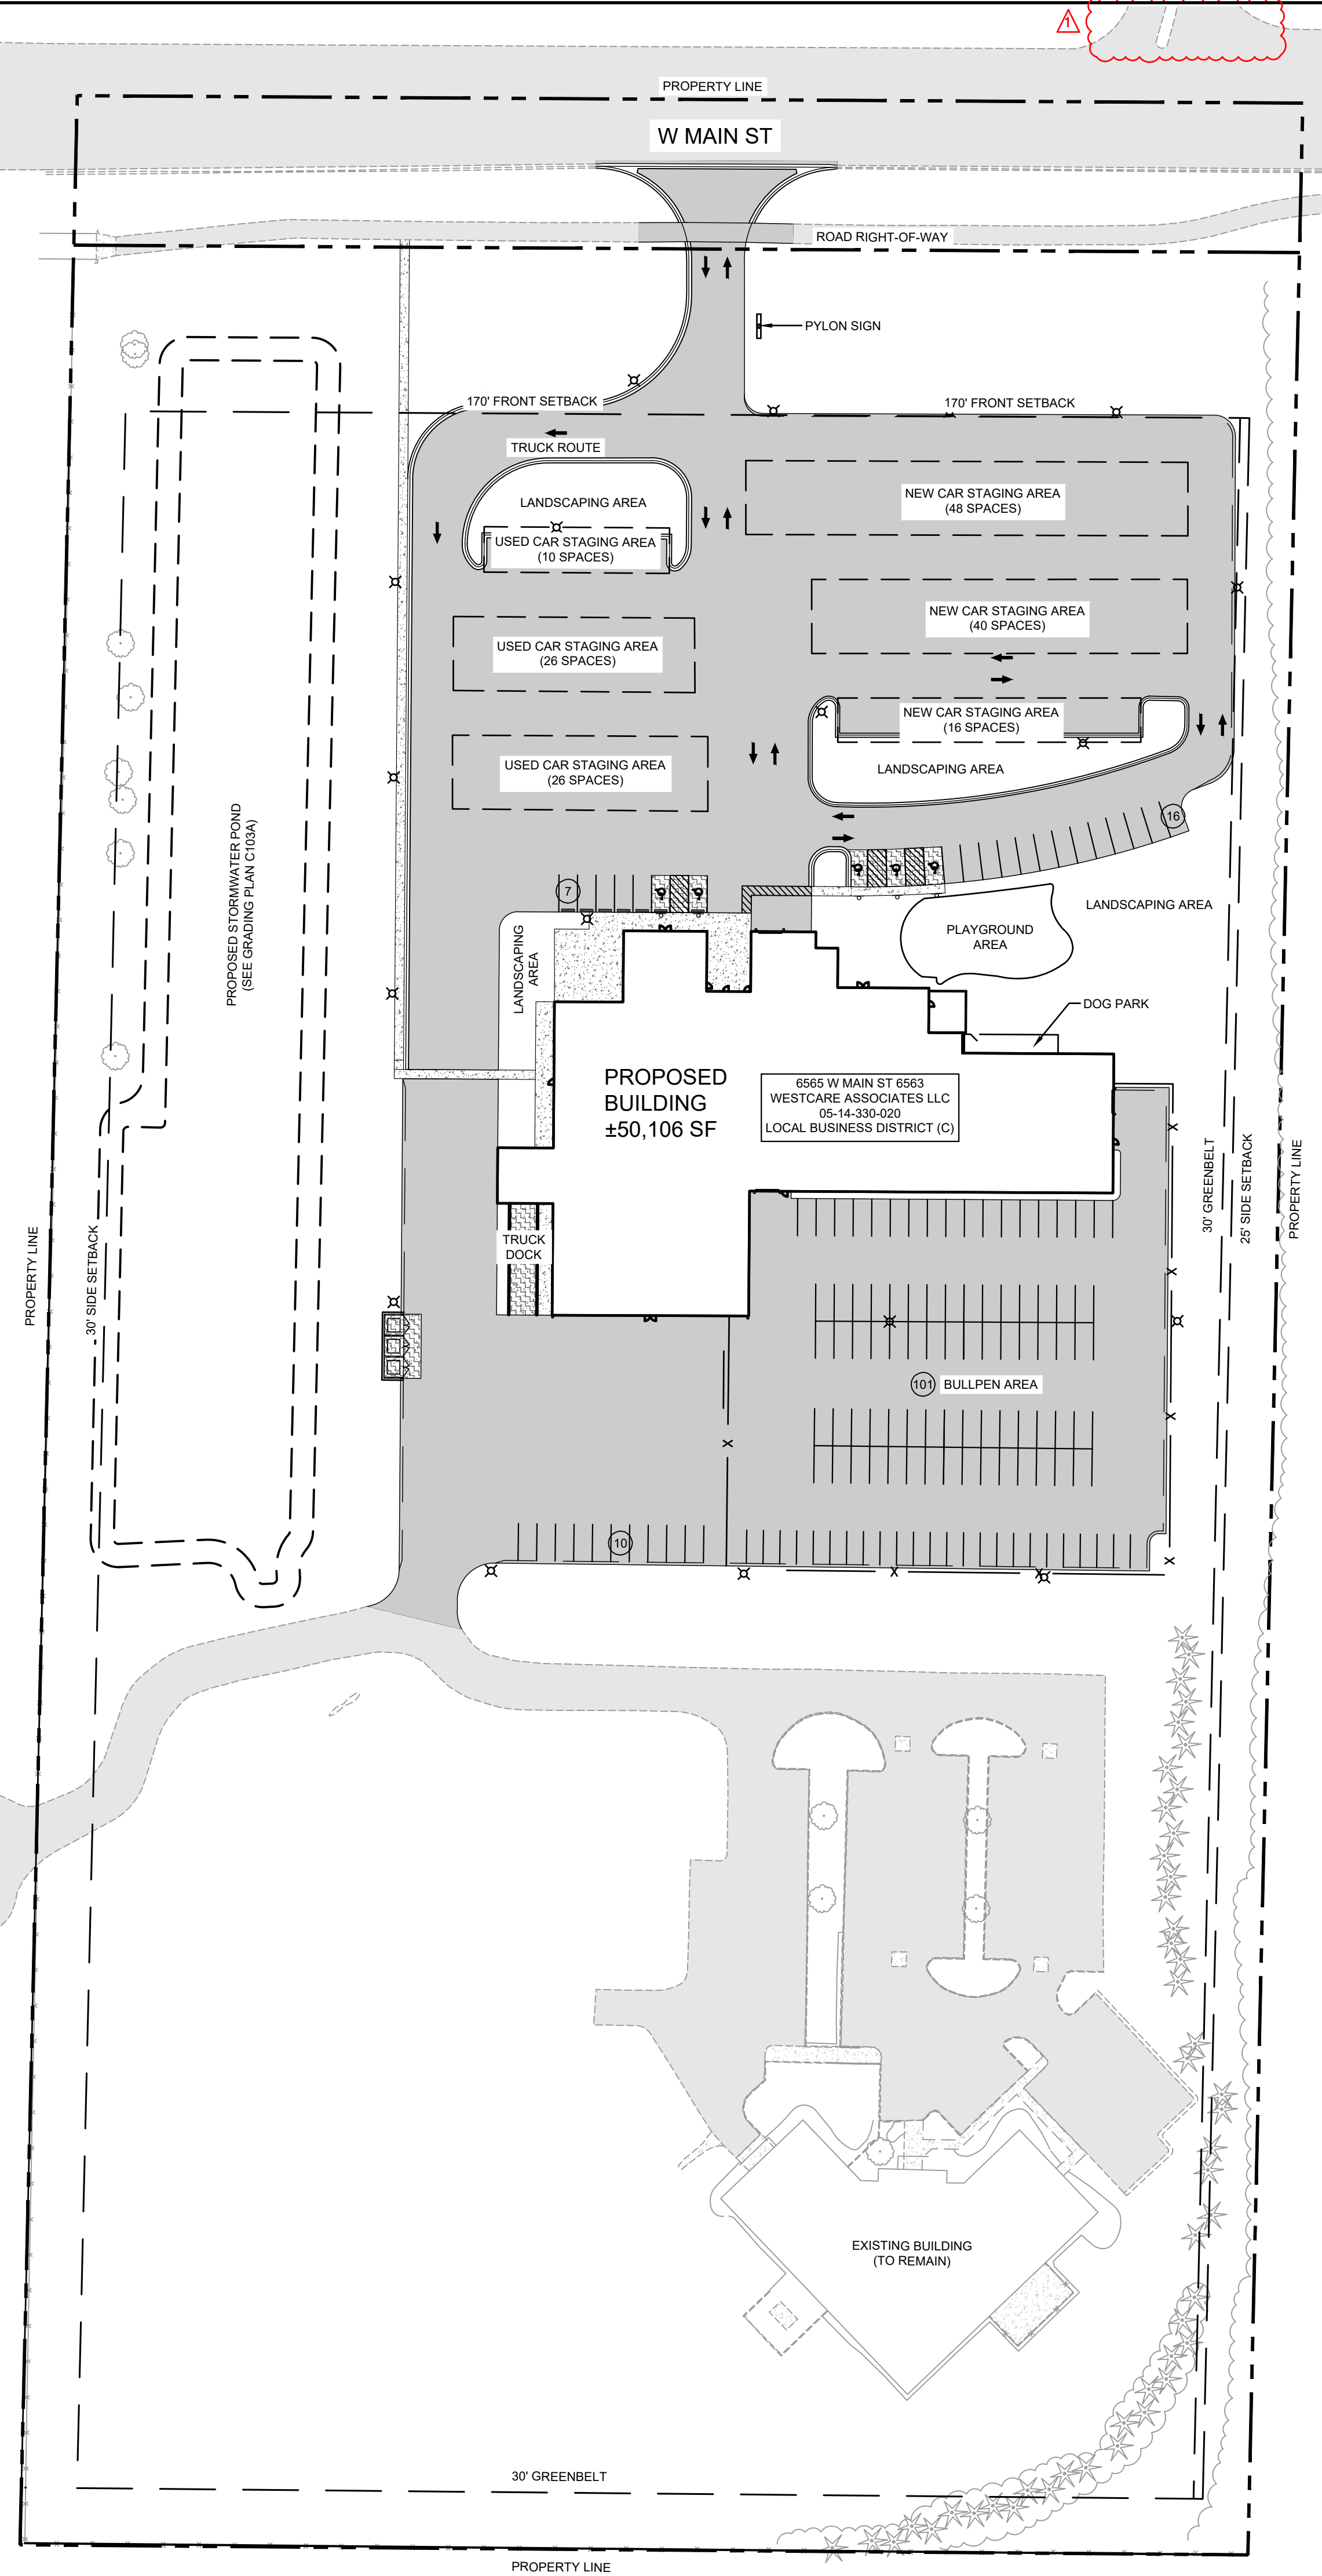 1
PROPERTY LINE
W MAIN ST
ROAD RIGHT-OF-WAY
PYLON SIGN
170' FRONT SETBACK
170' FRONT SETBACK
TRUCK ROUTE
LANDSCAPING AREA
USED CAR STAGING AREA
(10 SPACES)
NEW CAR STAGING AREA
(48 SPACES)
NEW CAR STAGING AREA
(40 SPACES)
USED CAR STAGING AREA
(26 SPACES)
NEW CAR STAGING AREA
(16 SPACES)
LANDSCAPING AREA
USED CAR STAGING AREA
(26 SPACES)
16
PROPOSED STORMWATER POND
(SEE GRADING PLAN C103A)
7
LANDSCAPING AREA
PLAYGROUND
AREA
LANDSCAPING
AREA
DOG PARK
PROPOSED
BUILDING
±50,106 SF
6565 W MAIN ST 6563
WESTCARE ASSOCIATES LLC
05-14-330-020
LOCAL BUSINESS DISTRICT (C)
30' GREENBELT
25' SIDE SETBACK
PROPERTY LINE
PROPERTY LINE
30' SIDE SETBACK
TRUCK
DOCK
101 BULLPEN AREA
10
EXISTING BUILDING
(TO REMAIN)
30' GREENBELT
PROPERTY LINE